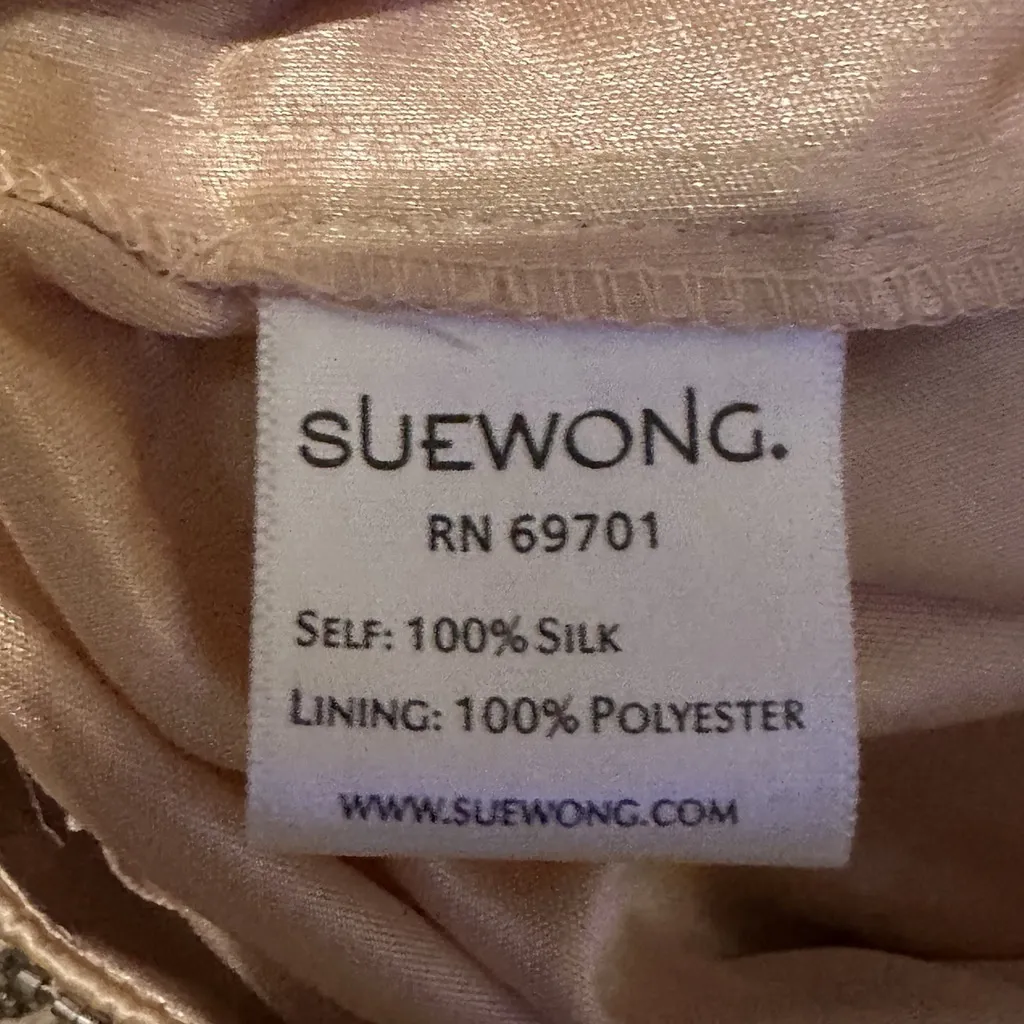 SUEWONG.
RN 69701
SELF: 100% SILK
LINING: 100% POLYESTER
WWW.SUEWONG.COM